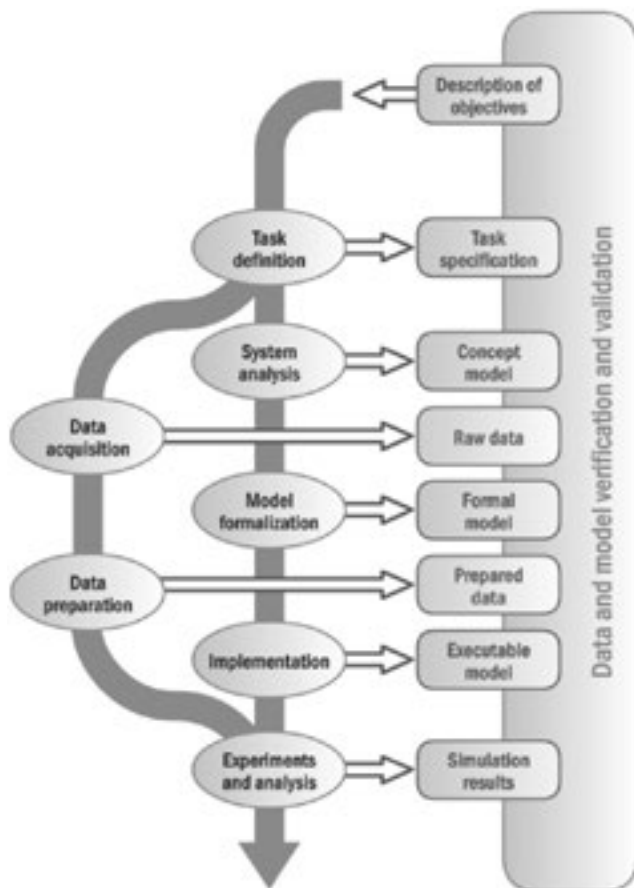 Description of
objectives
Task
definition
Task
specification
System
analysis
Concept
model
Data
acquisition
Raw data
Model
formalization
Formal
model
Data
preparation
Prepared
data
Implementation
Executable
model
Experiments
and analysis
Simulation
results
Data and model verification and validation